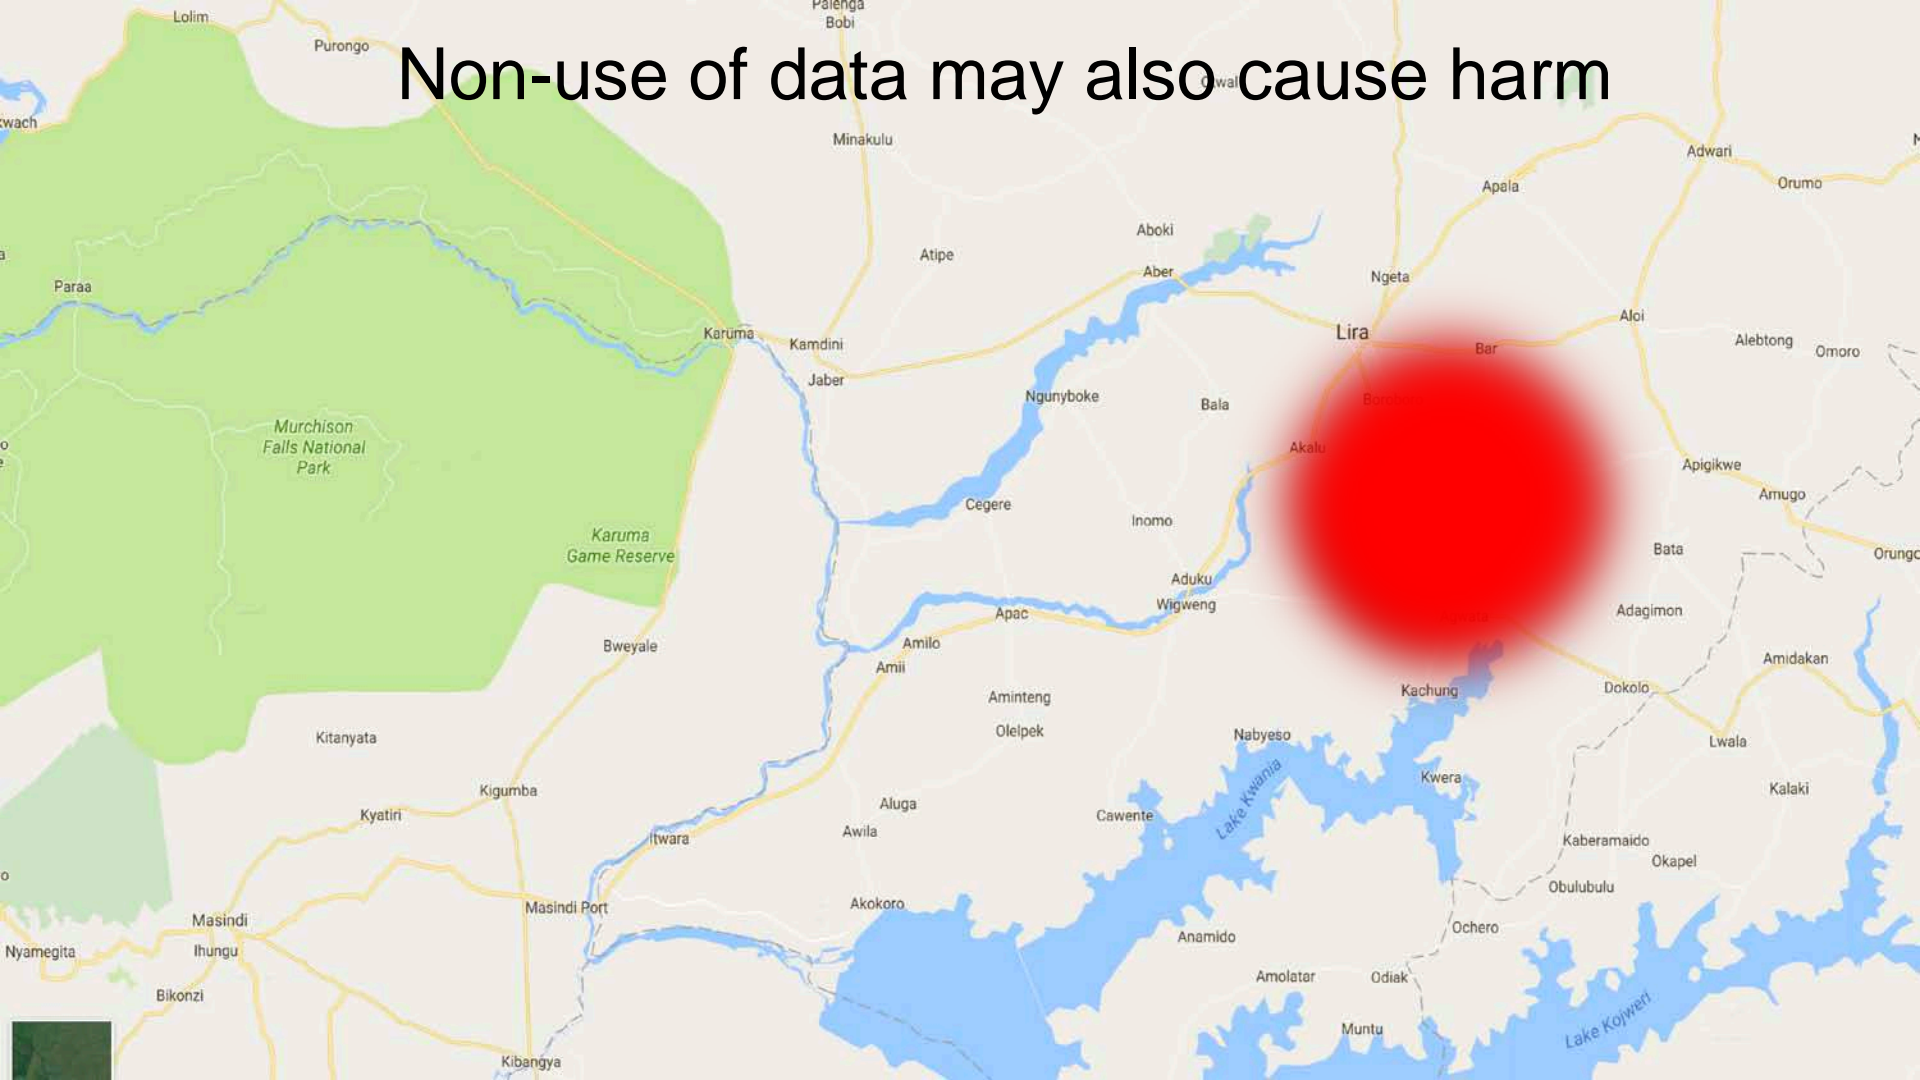 Lolim
Palenga
Bobi
Purongo
Non-use of data may also cause harm
Minakulu
Adwari
Apala
Orumo
Aboki
Atipe
Aber
Ngeta
Paraa
Aloi
Karuma
Kamdini
Lira
Bar
Alebtong
Omoro
Jaber
Ngunyboke
Bala
Murchison
Falls National
Park
Akalu
Apigikwe
Amugo
Cegere
Inomo
Karuma
Game Reserve
Bata
Aduku
Wigweng
Apac
Adagimon
Bweyale
Amilo
Amii
Amidakan
Aminteng
Kachung
Dokolo
Olelpek
Kitanyata
Nabyeso
Lwala
Kwera
Kigumba
Lake Kwania
Kalaki
Aluga
Kyatiri
Cawente
Awila
Itwara
Kaberamaido
Okapel
Obulubulu
Masindi Port
Akokoro
Masindi
Ochero
Anamido
Nyamegita
Ihungu
Amolatar
Odiak
Bikonzi
Lake Kojweri
Muntu
Kibangya